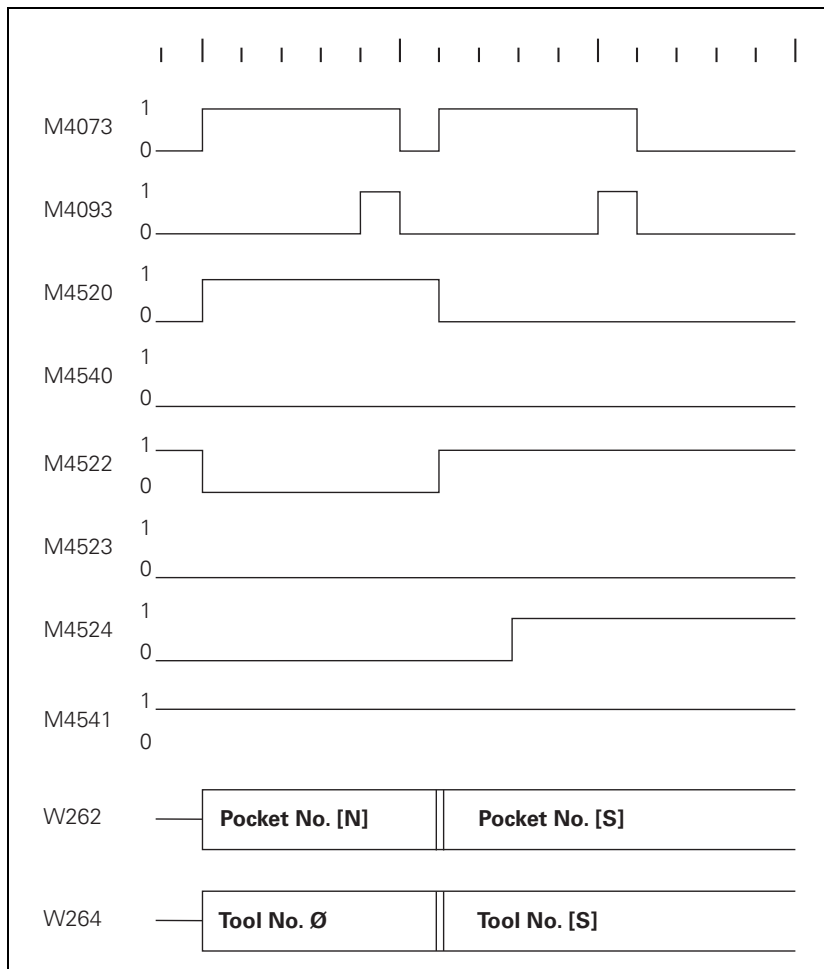 M4073
1
0
M4093
1
0
M4520
1
0
M4540
1
0
M4522
1
0
M4523
1
0
M4524
1
0
M4541
1
0
W262
Pocket No. [N]
Pocket No. [S]
W264
Tool No. Ø
Tool No. [S]